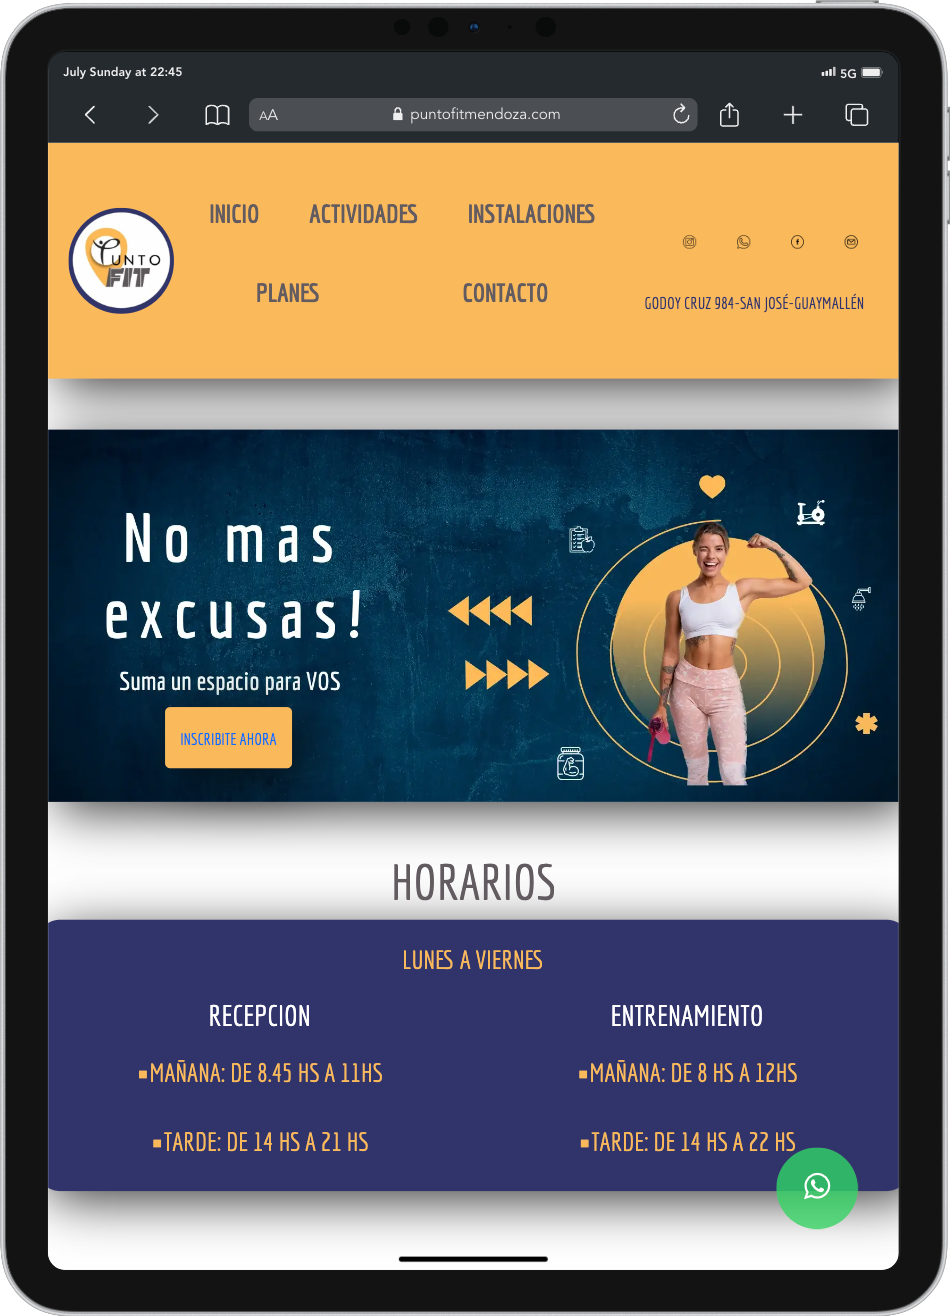 July Sunday at 22:45
5G
AA
puntofitmendoza.com
PUNTO
FIT
INICIO ACTIVIDADES INSTALACIONES
PLANES CONTACTO
GODOY CRUZ 984-SAN JOSÉ-GUAYMALLÉN
No mas
excusas!
Suma un espacio para VOS
INSCRIBITE AHORA
HORARIOS
LUNES A VIERNES
RECEPCION
▪MAÑANA: DE 8.45 HS A 11HS
▪TARDE: DE 14 HS A 21 HS
ENTRENAMIENTO
▪MAÑANA: DE 8 HS A 12HS
▪TARDE: DE 14 HS A 22 HS